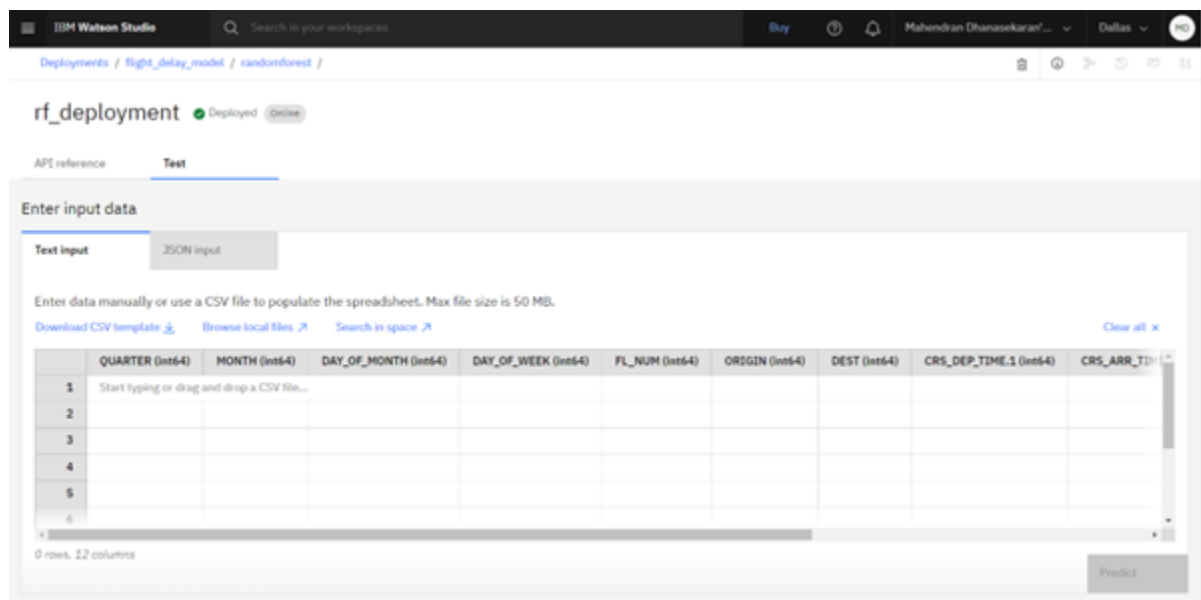 IBM Watson Studio Search in your workspaces Buy Mahendran Dhanasekaran'... Dallas MD
Deployments / flight_delay_model / randomforest /
rf_deployment Deployed Online
API reference Test
Enter input data
Text input JSON input
Enter data manually or use a CSV file to populate the spreadsheet. Max file size is 50 MB.
Download CSV template Browse local files Search in space Clear all ×
QUARTER (int64) MONTH (int64) DAY_OF_MONTH (int64) DAY_OF_WEEK (int64) FL_NUM (int64) ORIGIN (int64) DEST (int64) CRS_DEP_TIME.1 (int64) CRS_ARR_TIM
1 Start typing or drag and drop a CSV file...
2
3
4
5
6
0 rows, 12 columns
Predict